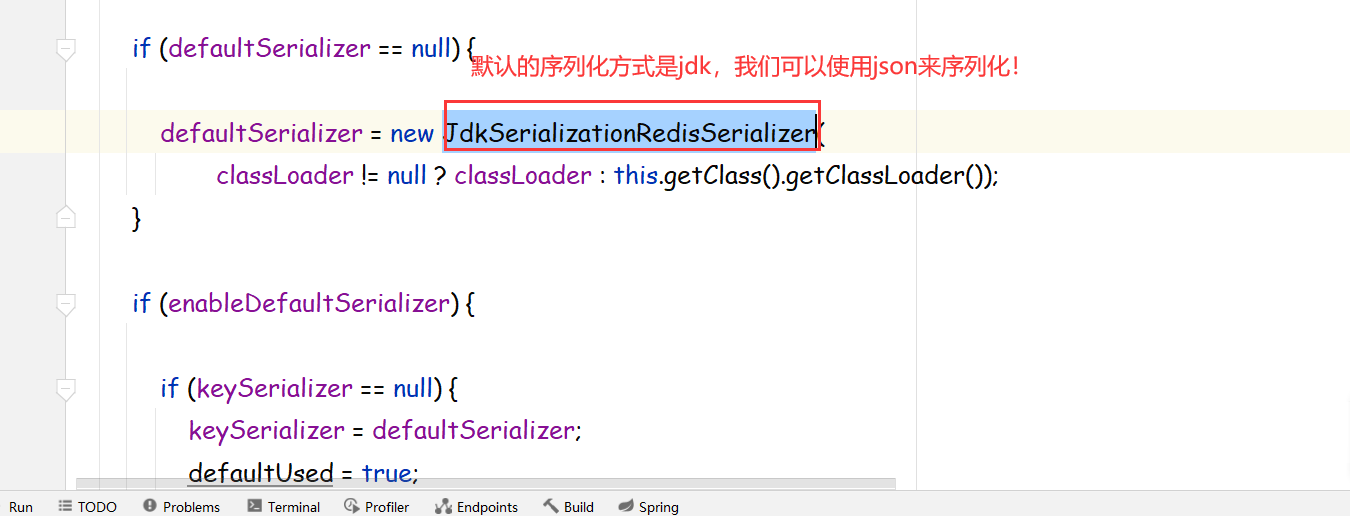 if (defaultSerializer == null) {
默认的序列化方式是jdk，我们可以使用json来序列化！
defaultSerializer = new JdkSerializationRedisSerializer(
classLoader != null ? classLoader : this.getClass().getClassLoader());
}
if (enableDefaultSerializer) {
if (keySerializer == null) {
keySerializer = defaultSerializer;
defaultUsed = true;
Run TODO Problems Terminal Profiler Endpoints Build Spring